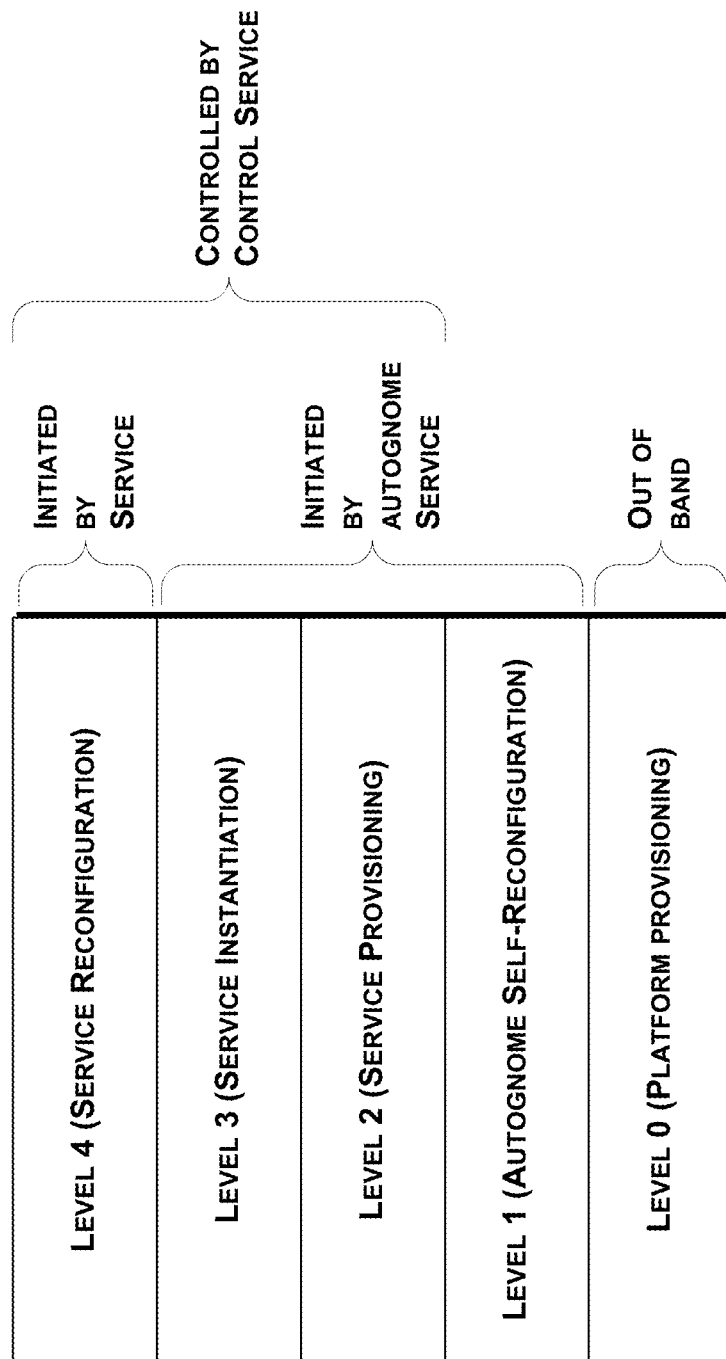 LEVEL 4 (SERVICE RECONFIGURATION)
LEVEL 3 (SERVICE INSTANTIATION)
LEVEL 2 (SERVICE PROVISIONING)
LEVEL 1 (AUTOGNOME SELF-RECONFIGURATION
LEVEL 0 (PLATFORM PROVISIONING)
INITIATED
BY
SERVICE
INITIATED
BY
AUTOGNOME
SERVICE
OUT OF
BAND
CONTROLLED BY
CONTROL SERVICE